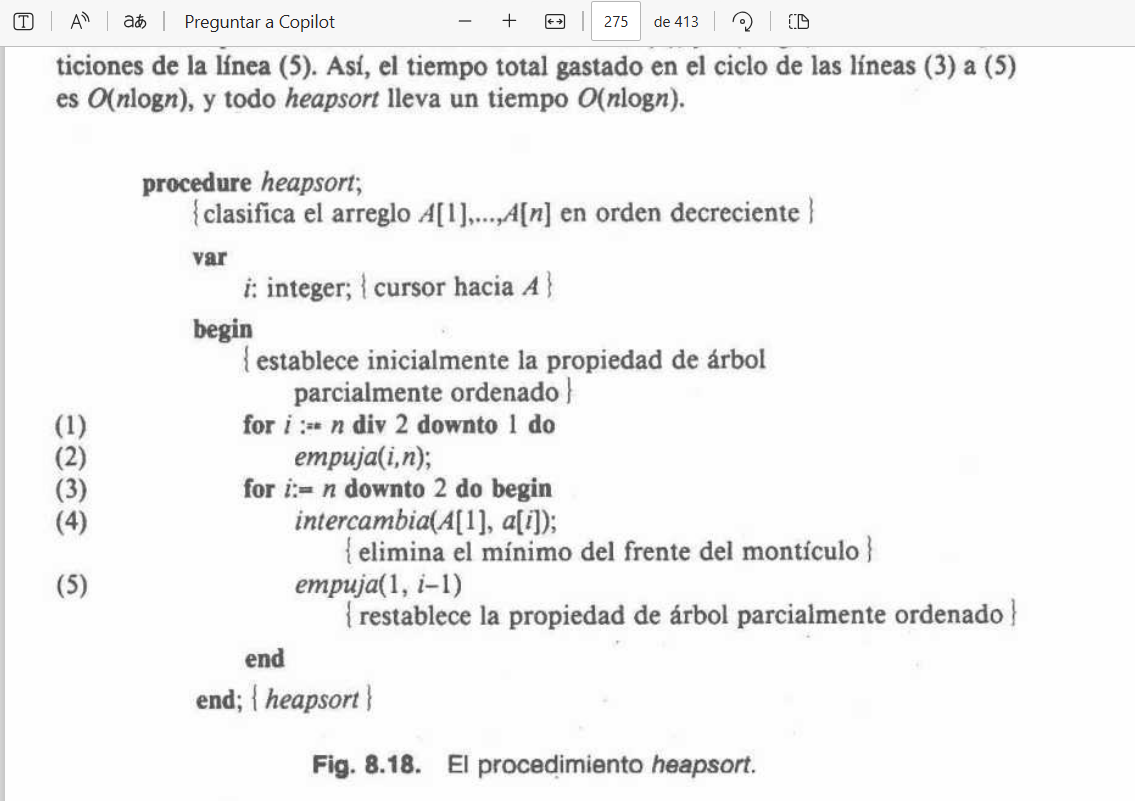 Preguntar a Copilot
275 de 413
ticiones de la línea (5). Así, el tiempo total gastado en el ciclo de las líneas (3) a (5)
es O(nlogn), y todo heapsort lleva un tiempo O(nlogn).
procedure heapsort;
{ clasifica el arreglo A[1],...,A[n] en orden decreciente }
var
i: integer; { cursor hacia A }
begin
{ establece inicialmente la propiedad de árbol
parcialmente ordenado }
(1) for i := n div 2 downto 1 do
(2) empuja(i,n);
(3) for i:= n downto 2 do begin
(4) intercambia(A[1], a[i]);
{ elimina el mínimo del frente del montículo }
(5) empuja(1, i–1)
{ restablece la propiedad de árbol parcialmente ordenado }
end
end; { heapsort }
Fig. 8.18. El procedimiento heapsort.